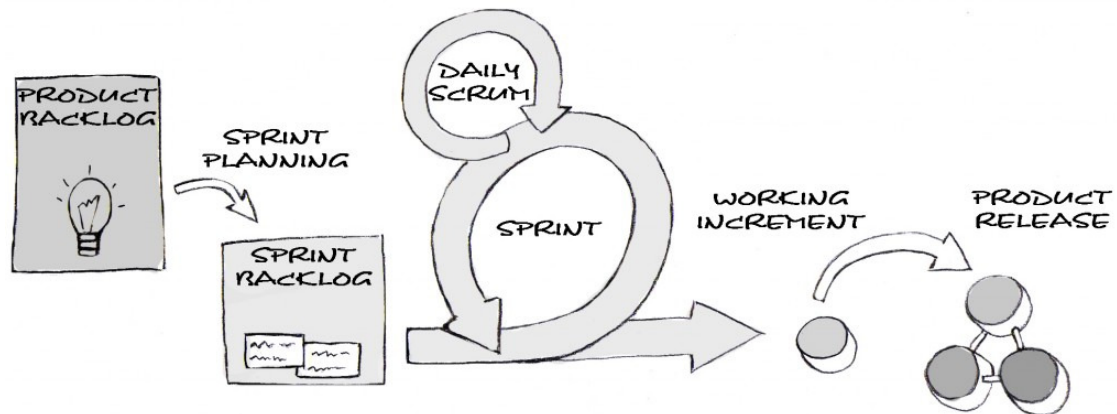 PRODUCT
BACKLOG
SPRINT
PLANNING
SPRINT
BACKLOG
DAILY
SCRUM
SPRINT
WORKING
INCREMENT
PRODUCT
RELEASE